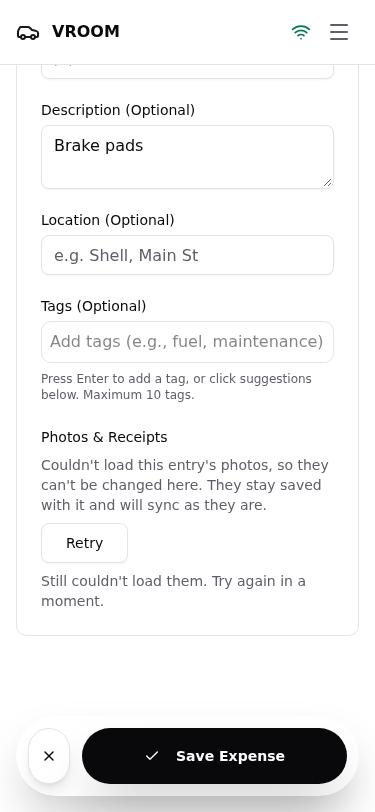 VROOM
Description (Optional)
Brake pads
Location (Optional)
e.g. Shell, Main St
Tags (Optional)
Add tags (e.g., fuel, maintenance)
Press Enter to add a tag, or click suggestions
below. Maximum 10 tags.
Photos & Receipts
Couldn't load this entry's photos, so they
can't be changed here. They stay saved
with it and will sync as they are.
Retry
Still couldn't load them. Try again in a
moment.
Save Expense